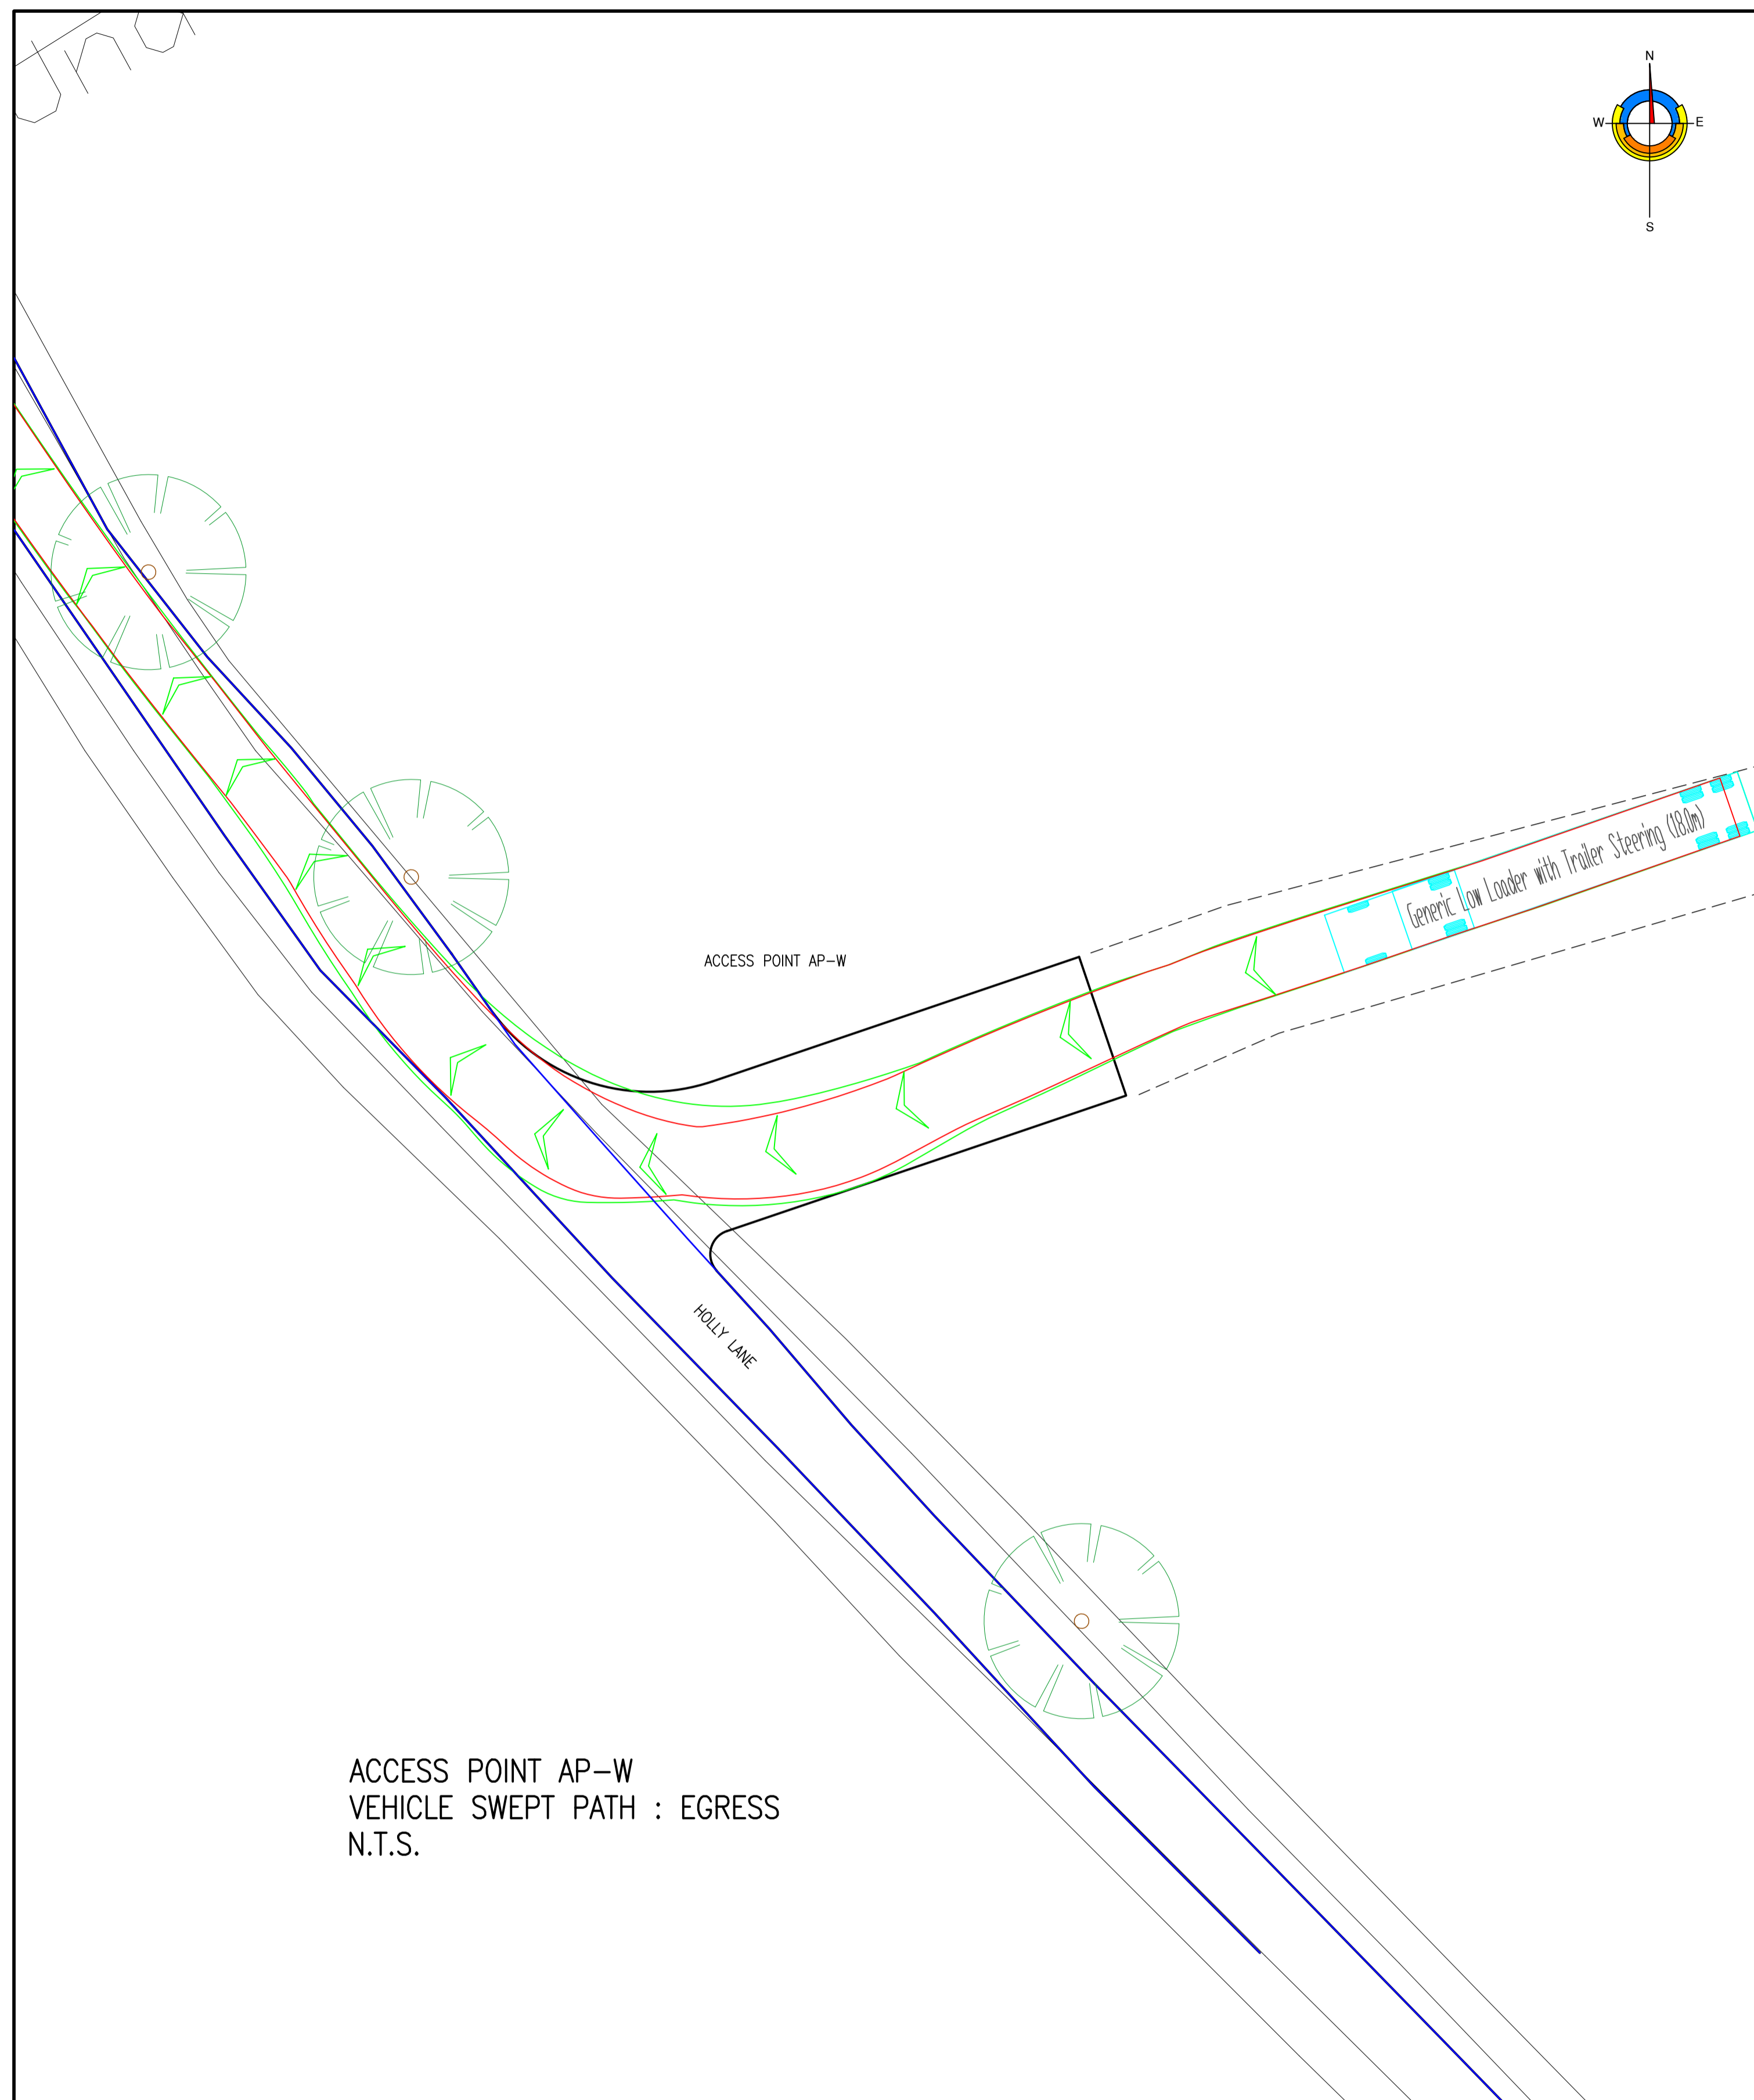 N
W E
S
Generic Low Loader with Trailer Steering (18.0m)
ACCESS POINT AP-W
HOLLY LANE
ACCESS POINT AP-W
VEHICLE SWEPT PATH : EGRESS
N.T.S.